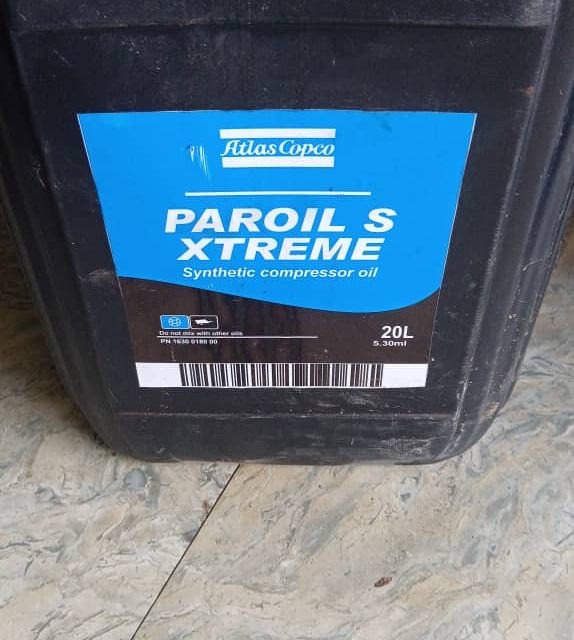 Atlas Copco
PAROIL S
XTREME
Synthetic compressor oil
Do not mix with other oils
PN.1630 0180 00
20L
5.30ml